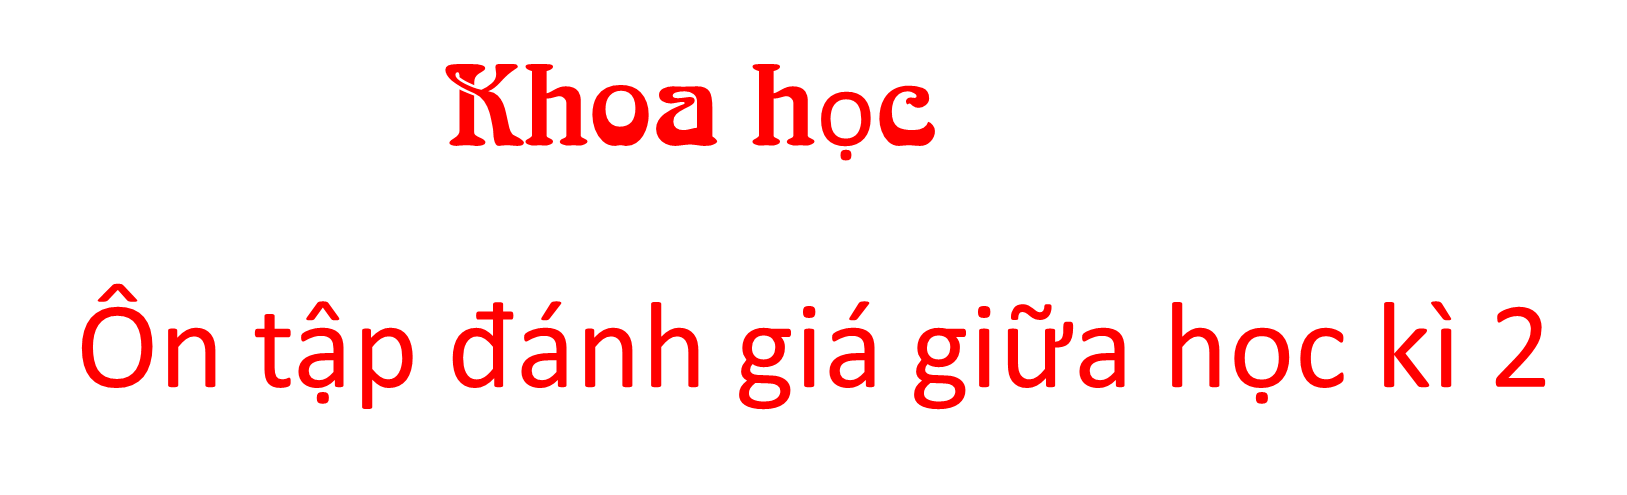 Khoa học
Ôn tập đánh giá giữa học kì 2